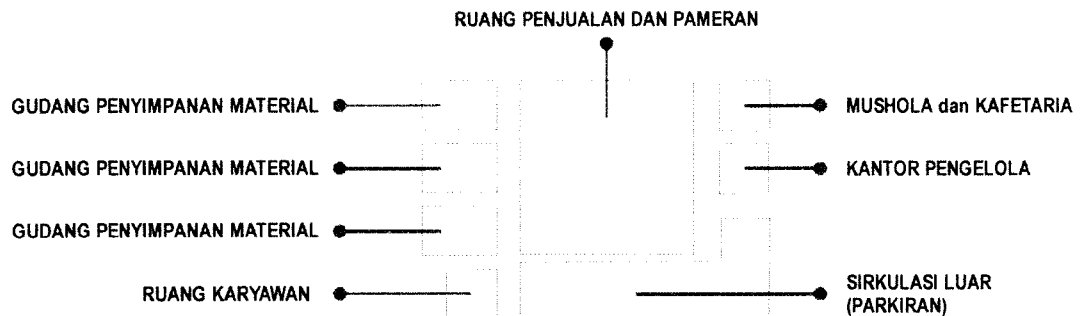 RUANG PENJUALAN DAN PAMERAN
GUDANG PENYIMPANAN MATERIAL
MUSHOLA dan KAFETARIA
GUDANG PENYIMPANAN MATERIAL
KANTOR PENGELOLA
GUDANG PENYIMPANAN MATERIAL
RUANG KARYAWAN
SIRKULASI LUAR
(PARKIRAN)